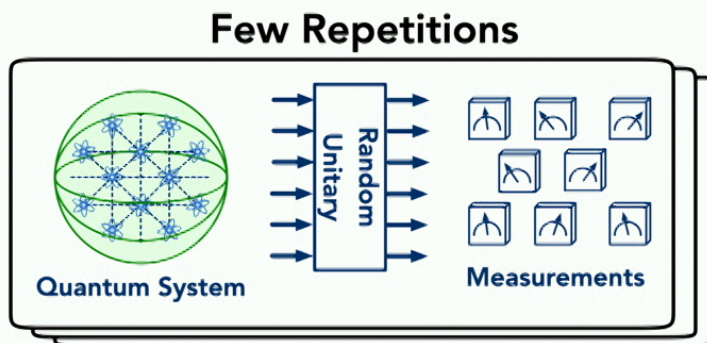 Few Repetitions
Random
Unitary
Quantum System
Measurements